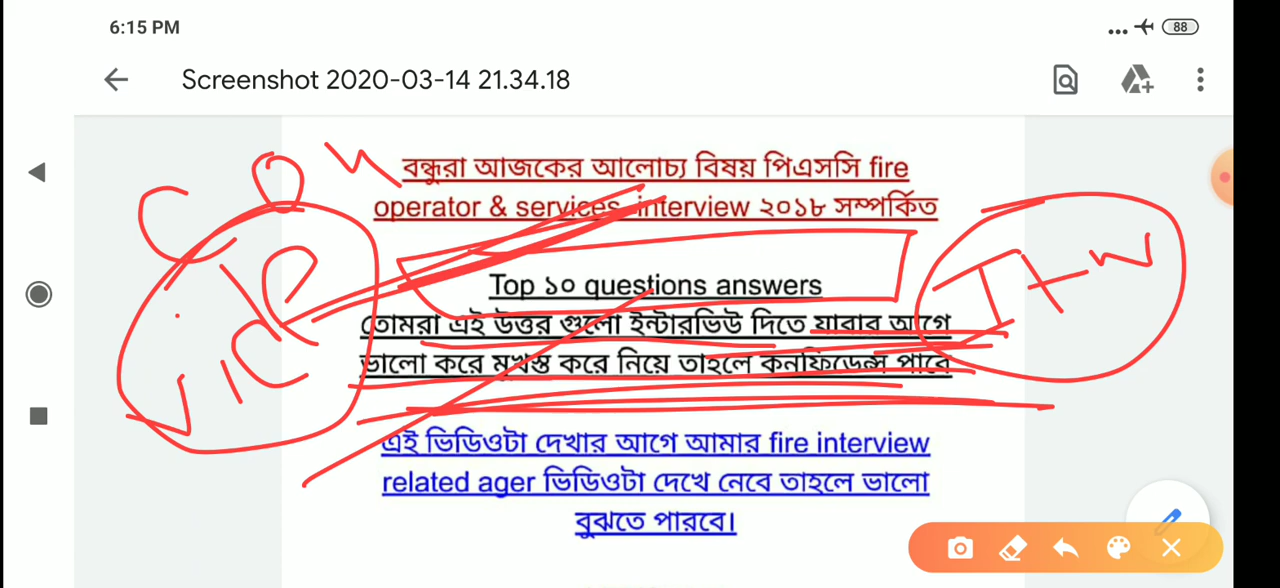 6:15 PM
88
Screenshot 2020-03-14 21.34.18
বন্ধুরা আজকের আলোচ্য বিষয় পিএসসি fire
operator & services interview ২০১৮ সম্পর্কিত
Top ১০ questions answers
তোমরা এই উত্তর গুলো ইন্টারভিউ দিতে যাবার আগে
ভালো করে মুখস্ত করে নিয়ে তাহলে কনফিডেন্স পাবে
এই ভিডিওটা দেখার আগে আমার fire interview
related ager ভিডিওটা দেখে নেবে তাহলে ভালো
বুঝতে পারবে।